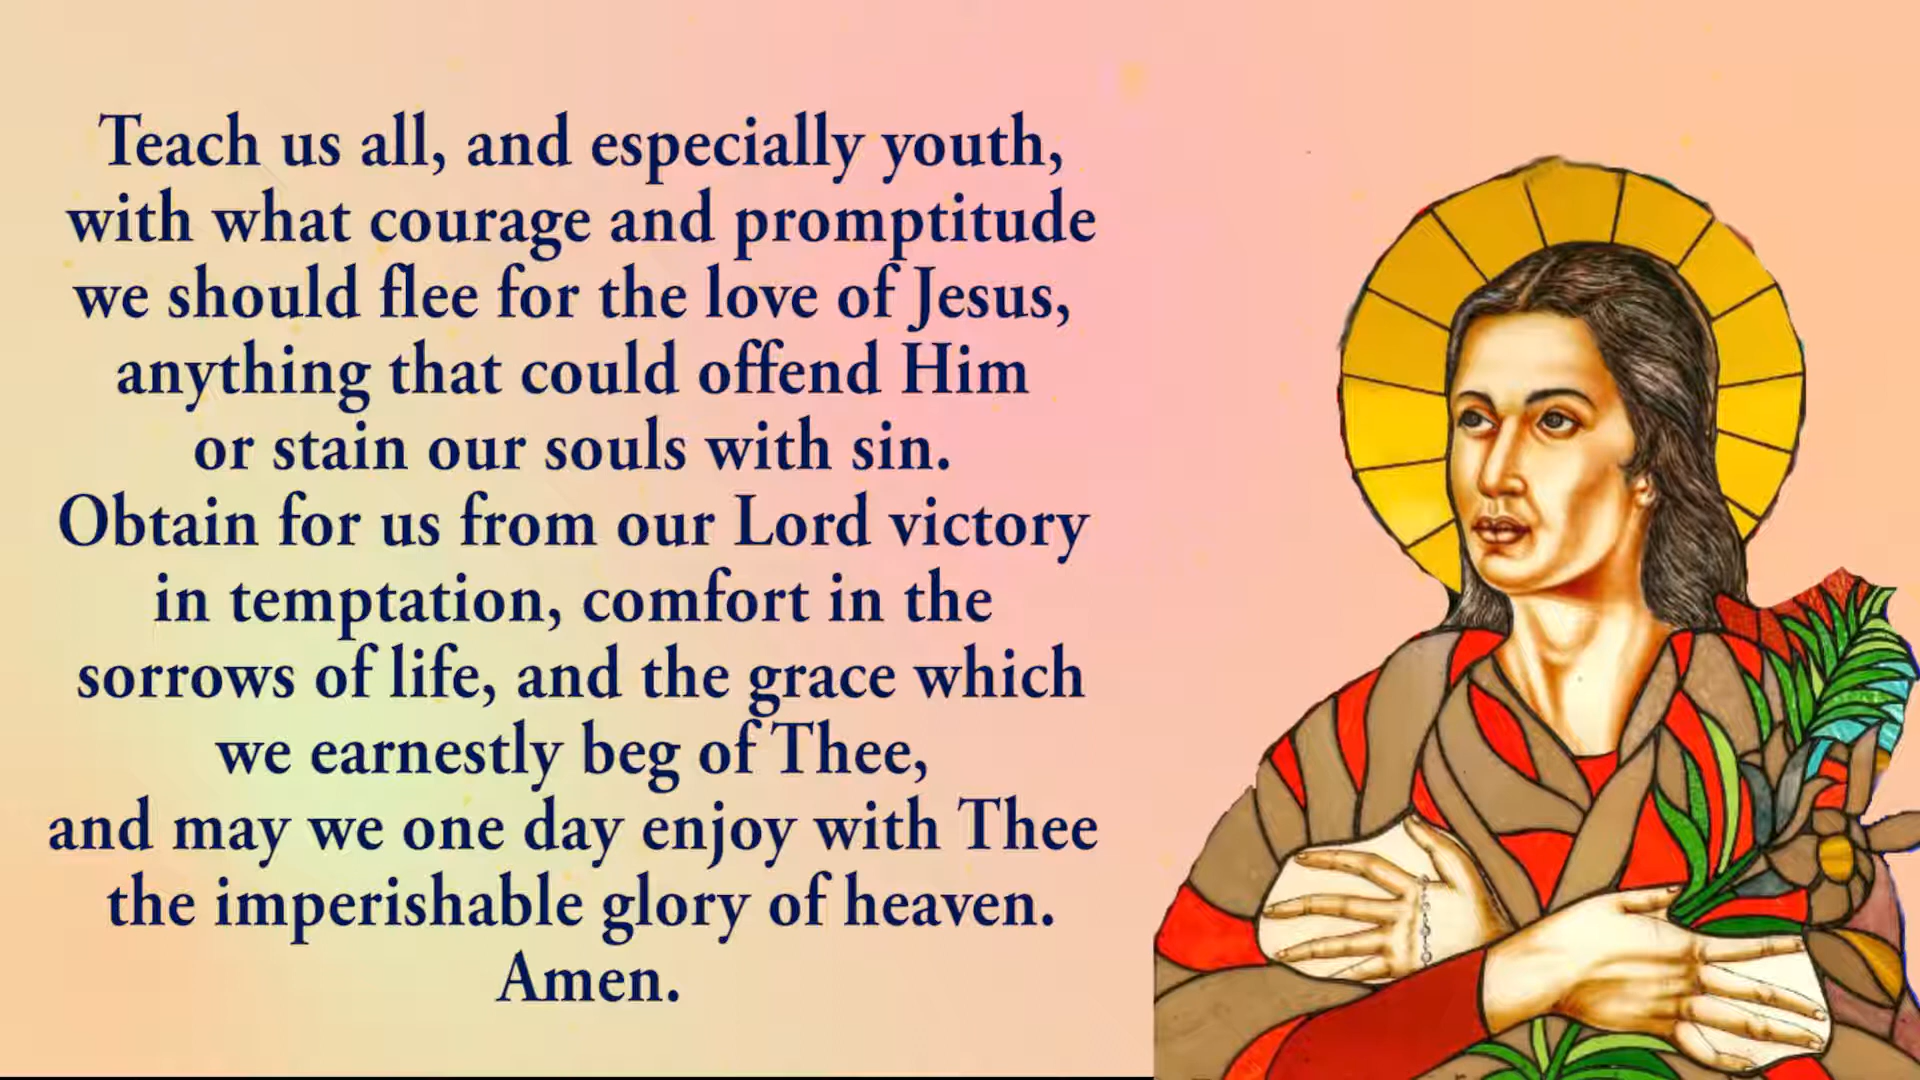 Teach us all, and especially youth,
with what courage and promptitude
we should flee for the love of Jesus,
anything that could offend Him
or stain our souls with sin.
Obtain for us from our Lord victory
in temptation, comfort in the
sorrows of life, and the grace which
we earnestly beg of Thee,
and may we one day enjoy with Thee
the imperishable glory of heaven.
Amen.